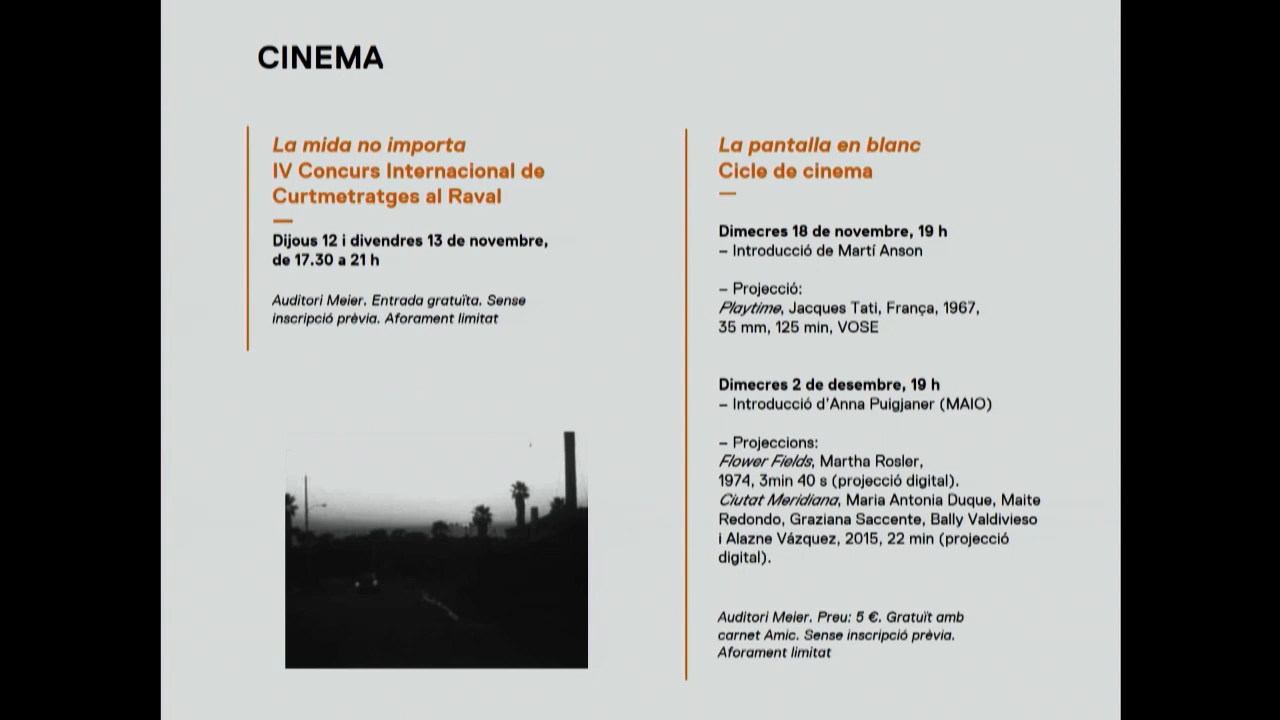 CINEMA
La mida no importa
IV Concurs Internacional de
Curtmetratges al Raval
Dijous 12 i divendres 13 de novembre,
de 17.30 a 21 h
Auditori Meier. Entrada gratuïta. Sense
inscripció prèvia. Aforament limitat
La pantalla en blanc
Cicle de cinema
Dimecres 18 de novembre, 19 h
– Introducció de Martí Anson
– Projecció:
Playtime, Jacques Tati, França, 1967,
35 mm, 125 min, VOSE
Dimecres 2 de desembre, 19 h
– Introducció d'Anna Puigjaner (MAIO)
– Projeccions:
Flower Fields, Martha Rosler,
1974, 3min 40 s (projecció digital).
Ciutat Meridiana, Maria Antonia Duque, Maite
Redondo, Graziana Saccente, Bally Valdivieso
i Alazne Vázquez, 2015, 22 min (projecció
digital).
Auditori Meier. Preu: 5 €. Gratuït amb
carnet Amic. Sense inscripció prèvia.
Aforament limitat